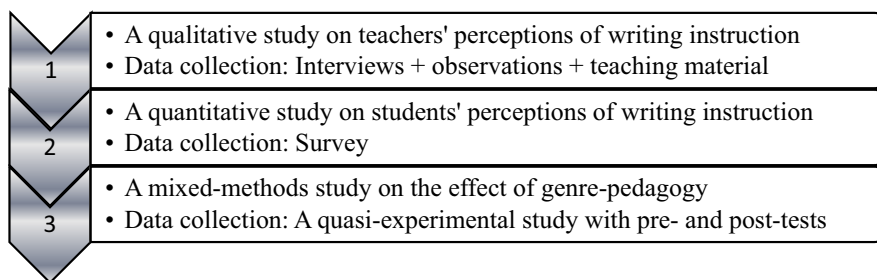 1
• A qualitative study on teachers' perceptions of writing instruction
• Data collection: Interviews + observations + teaching material
2
• A quantitative study on students' perceptions of writing instruction
• Data collection: Survey
3
• A mixed-methods study on the effect of genre-pedagogy
• Data collection: A quasi-experimental study with pre- and post-tests